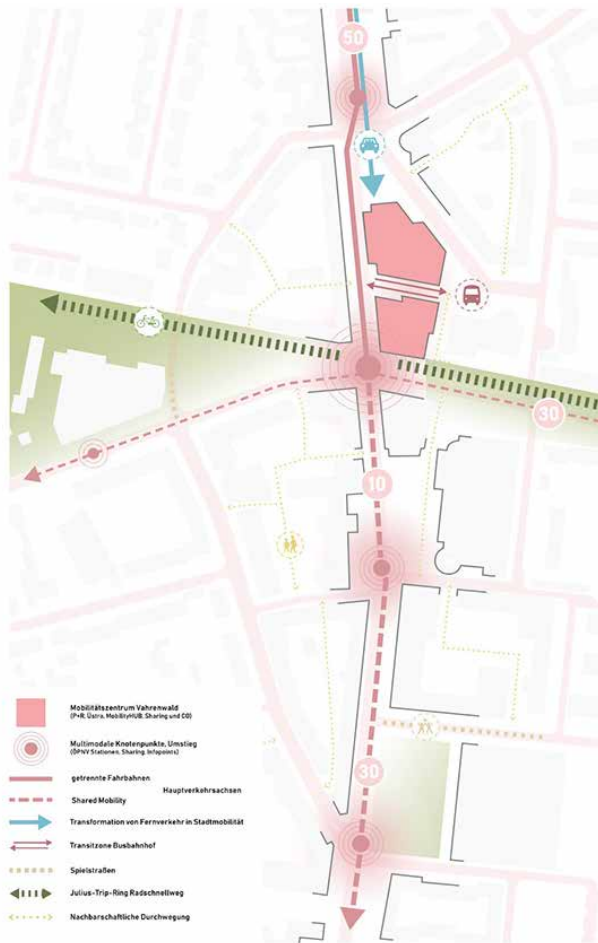 50
30
10
30
Mobilitätszentrum Vahrenwald
(P+R, Üstra, MobilityHUB, Sharing und CO)
Multimodale Knotenpunkte, Umstieg
(ÖPNV Stationen, Sharing, Infopoints)
getrennte Fahrbahnen
Hauptverkehrsachsen
Shared Mobility
Transformation von Fernverkehr in Stadtmobilität
Transitzone Busbahnhof
Spielstraßen
Julius-Trip-Ring Radschnellweg
Nachbarschaftliche Durchwegung